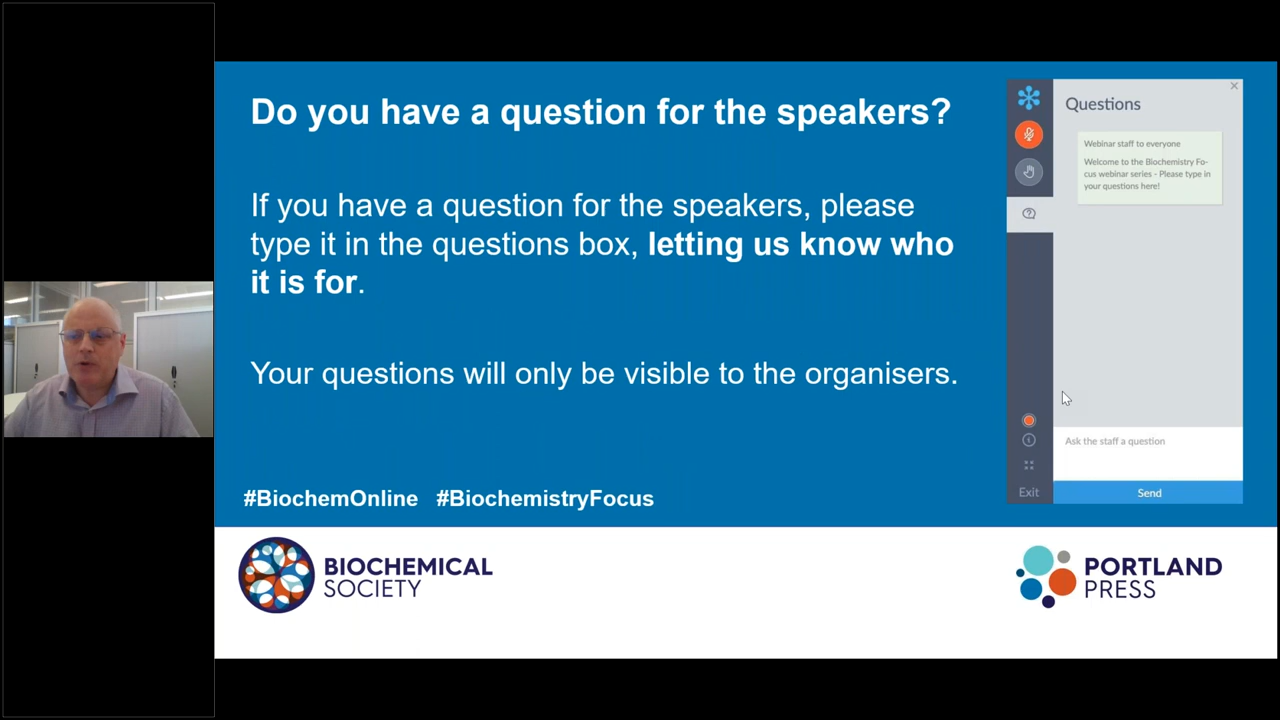 Do you have a question for the speakers?
If you have a question for the speakers, please
type it in the questions box, letting us know who
it is for.
Your questions will only be visible to the organisers.
#BiochemOnline #BiochemistryFocus
BIOCHEMICAL
SOCIETY
PORTLAND
PRESS
Questions
Webinar staff to everyone
Welcome to the Biochemistry Fo-
cus webinar series - Please type in
your questions here!
Ask the staff a question
Exit
Send